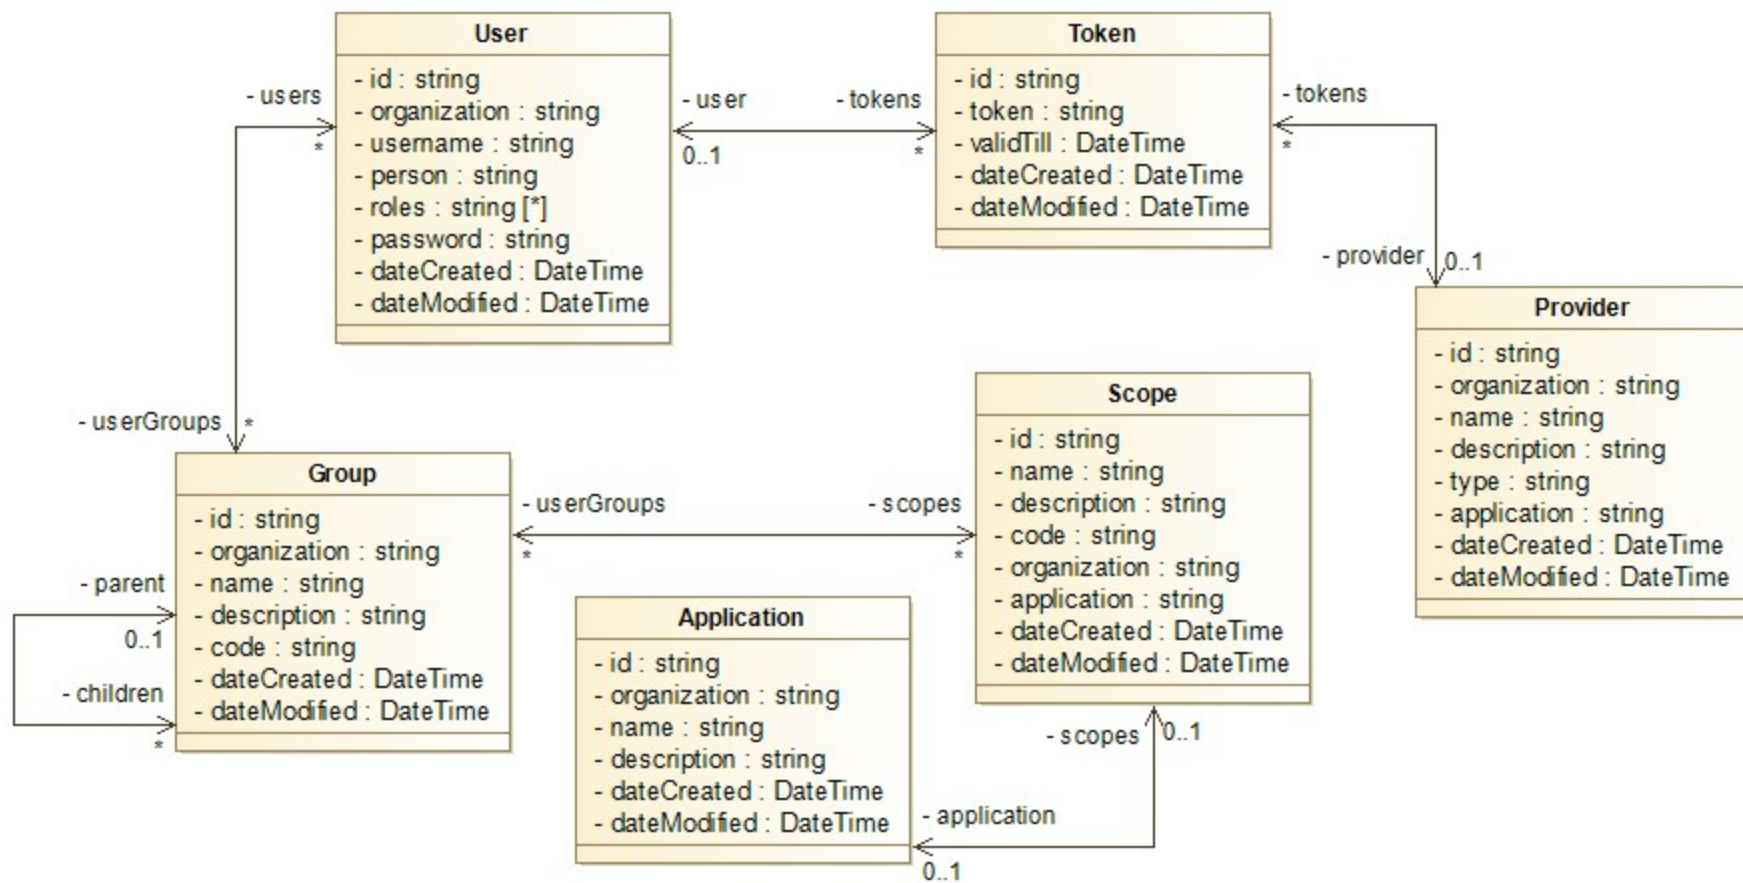 User
- id : string
- organization : string
- username : string
- person : string
- roles : string [*]
- password : string
- dateCreated : DateTime
- dateModified : DateTime
Token
- id : string
- token : string
- validTill : DateTime
- dateCreated : DateTime
- dateModified : DateTime
- users
*
- user
0..1
- tokens
*
- tokens
*
- provider
0..1
Provider
- id : string
- organization : string
- name : string
- description : string
- type : string
- application : string
- dateCreated : DateTime
- dateModified : DateTime
- userGroups
*
Group
- id : string
- organization : string
- name : string
- description : string
- code : string
- dateCreated : DateTime
- dateModified : DateTime
- parent
0..1
- children
*
- userGroups
*
- scopes
*
Scope
- id : string
- name : string
- description : string
- code : string
- organization : string
- application : string
- dateCreated : DateTime
- dateModified : DateTime
Application
- id : string
- organization : string
- name : string
- description : string
- dateCreated : DateTime
- dateModified : DateTime
- scopes
0..1
- application
0..1